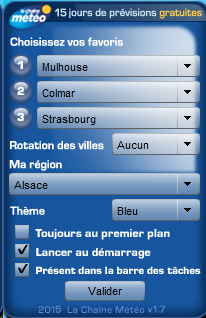 la chaîne
météo 15 jours de prévisions gratuites
Choisissez vos favoris
1 Mulhouse
2 Colmar
3 Strasbourg
Rotation des villes Aucun
Ma région
Alsace
Thème Bleu
Toujours au premier plan
Lancer au démarrage
Présent dans la barre des tâches
Valider
2015 La Chaîne Météo v1.7